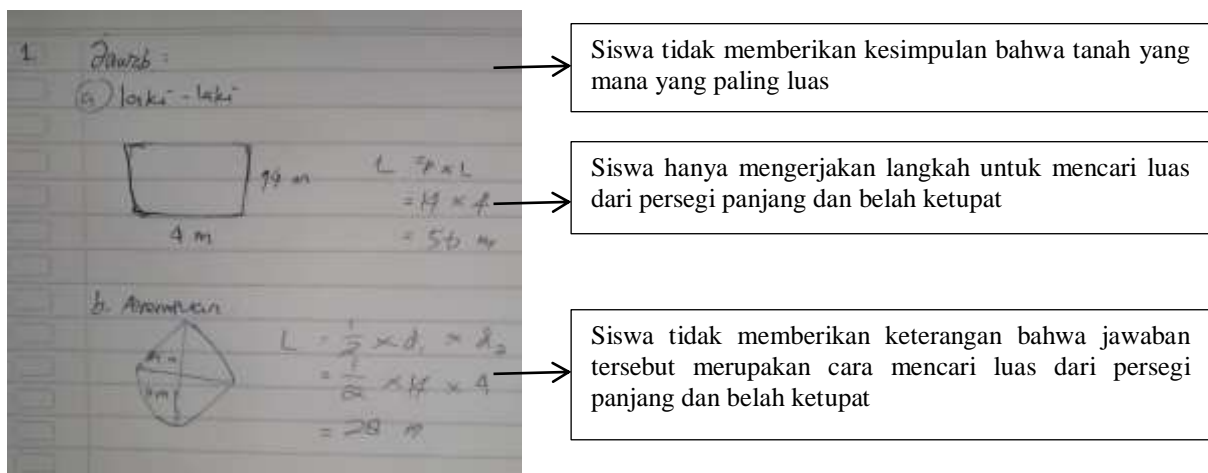 1. Jawab :
a) laki - laki
14 m
4 m
L = P x L
= 14 x 4
= 56 m
b. Perempuan
4 m
L = 1/2 x d1 x d2
= 1/2 x 14 x 4
= 28 m
Siswa tidak memberikan kesimpulan bahwa tanah yang
mana yang paling luas
Siswa hanya mengerjakan langkah untuk mencari luas
dari persegi panjang dan belah ketupat
Siswa tidak memberikan keterangan bahwa jawaban
tersebut merupakan cara mencari luas dari persegi
panjang dan belah ketupat